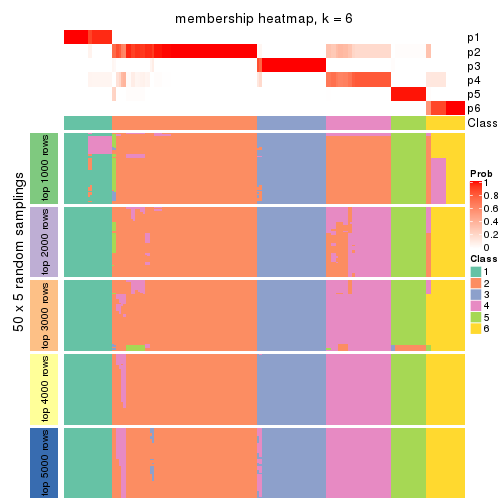 membership heatmap, k = 6
p1
p2
p3
p4
p5
p6
Class
50 x 5 random samplings
top 1000 rows
top 2000 rows
top 3000 rows
top 4000 rows
top 5000 rows
Prob
1
0.8
0.6
0.4
0.2
0
Class
1
2
3
4
5
6